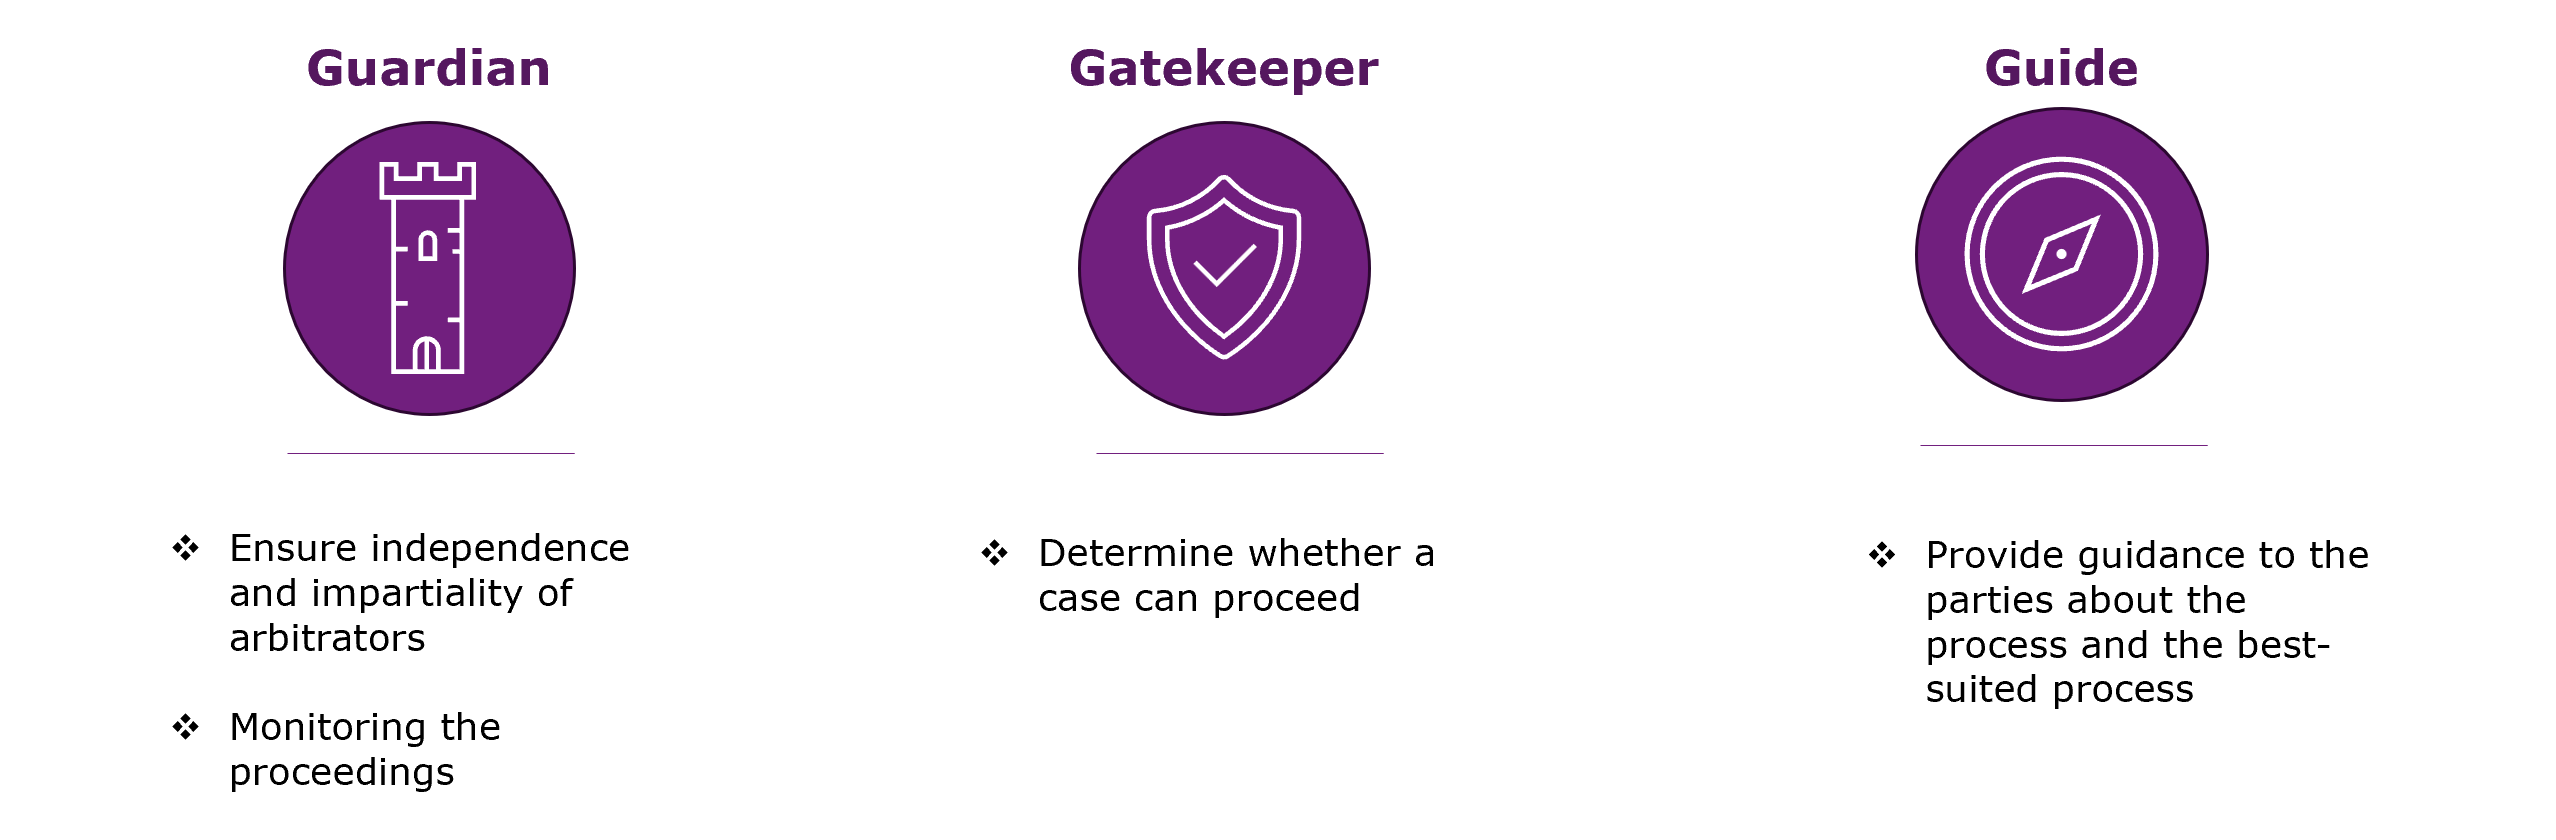 Guardian
Ensure independence
and impartiality of
arbitrators
Monitoring the
proceedings
Gatekeeper
Determine whether a
case can proceed
Guide
Provide guidance to the
parties about the
process and the best-
suited process